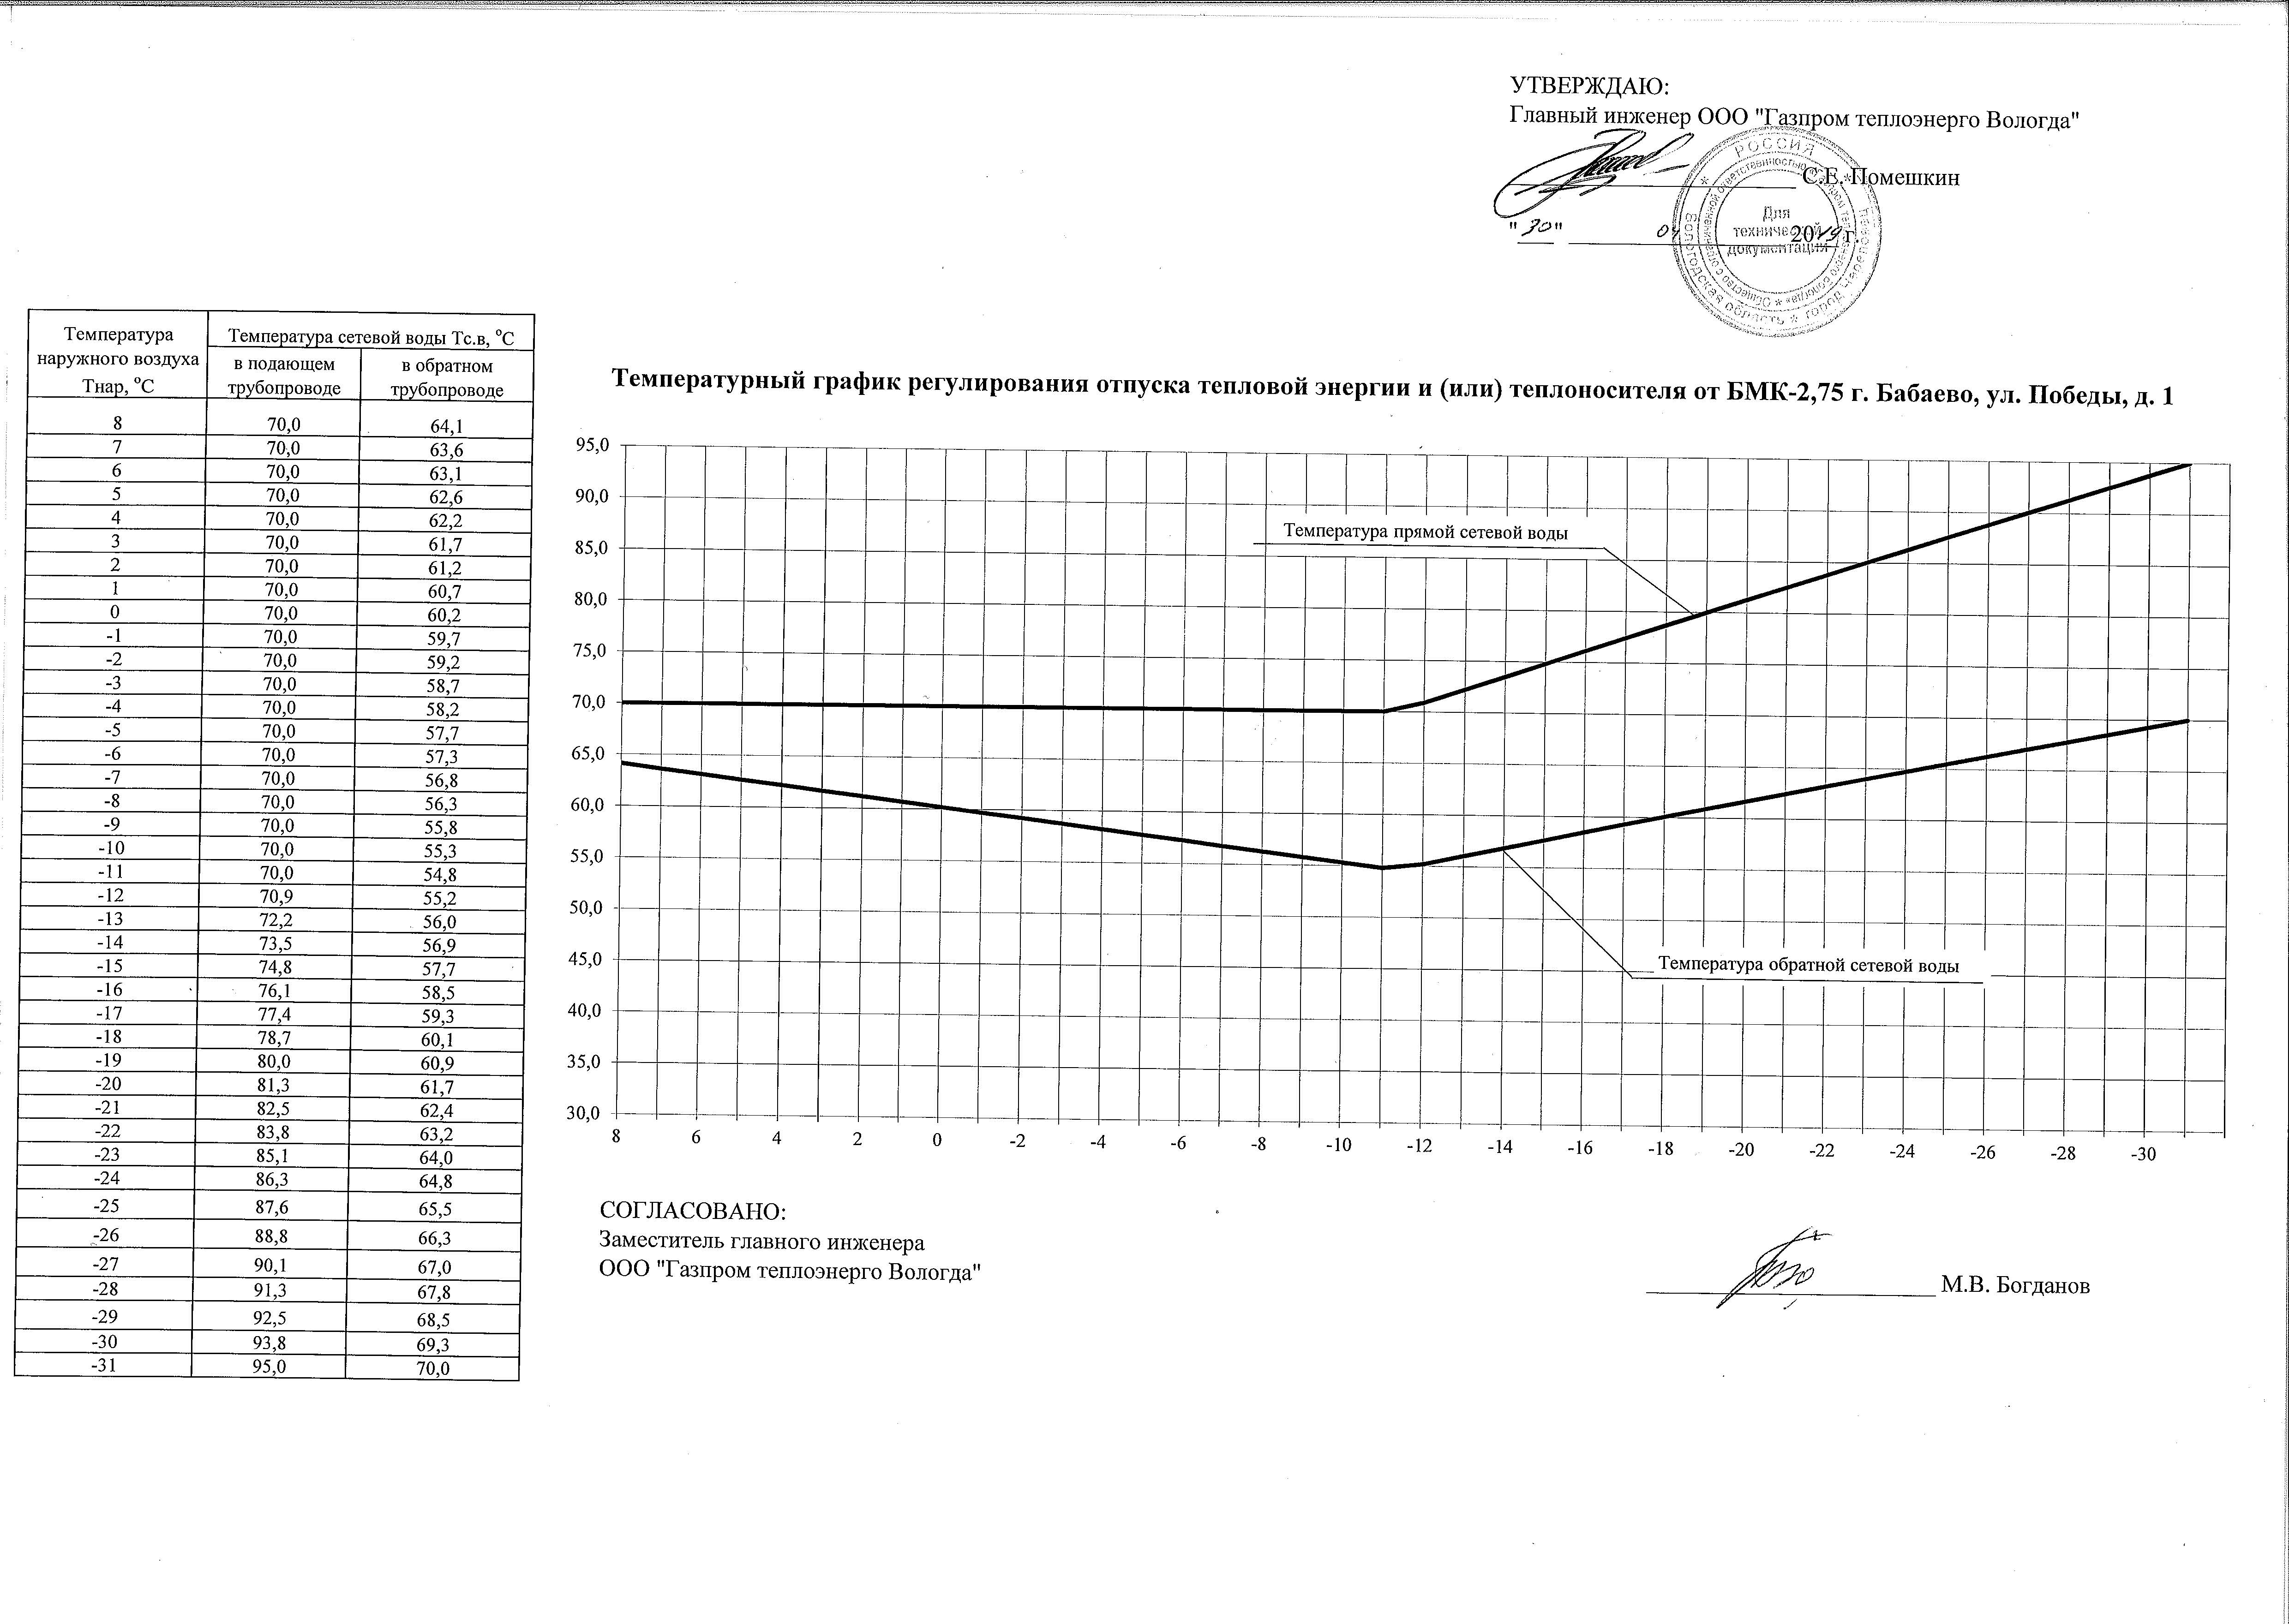 УТВЕРЖДАЮ:
Главный инженер ООО "Газпром теплоэнерго Вологда"
С.Е. Помешкин
"30" 04 2019 г.
РОССИЯ
Вологодская область * город Череповец
Для
технической
документации
Температура наружного воздуха Тнар, °С
Температура сетевой воды Тс.в, °С
в подающем трубопроводе
в обратном трубопроводе
8 70,0 64,1
7 70,0 63,6
6 70,0 63,1
5 70,0 62,6
4 70,0 62,2
3 70,0 61,7
2 70,0 61,2
1 70,0 60,7
0 70,0 60,2
-1 70,0 59,7
-2 70,0 59,2
-3 70,0 58,7
-4 70,0 58,2
-5 70,0 57,7
-6 70,0 57,3
-7 70,0 56,8
-8 70,0 56,3
-9 70,0 55,8
-10 70,0 55,3
-11 70,0 54,8
-12 70,9 55,2
-13 72,2 56,0
-14 73,5 56,9
-15 74,8 57,7
-16 76,1 58,5
-17 77,4 59,3
-18 78,7 60,1
-19 80,0 60,9
-20 81,3 61,7
-21 82,5 62,4
-22 83,8 63,2
-23 85,1 64,0
-24 86,3 64,8
-25 87,6 65,5
-26 88,8 66,3
-27 90,1 67,0
-28 91,3 67,8
-29 92,5 68,5
-30 93,8 69,3
-31 95,0 70,0
Температурный график регулирования отпуска тепловой энергии и (или) теплоносителя от БМК-2,75 г. Бабаево, ул. Победы, д. 1
95,0
90,0
85,0
80,0
75,0
70,0
65,0
60,0
55,0
50,0
45,0
40,0
35,0
30,0
Температура прямой сетевой воды
Температура обратной сетевой воды
8 6 4 2 0 -2 -4 -6 -8 -10 -12 -14 -16 -18 -20 -22 -24 -26 -28 -30
СОГЛАСОВАНО:
Заместитель главного инженера
ООО "Газпром теплоэнерго Вологда"
М.В. Богданов